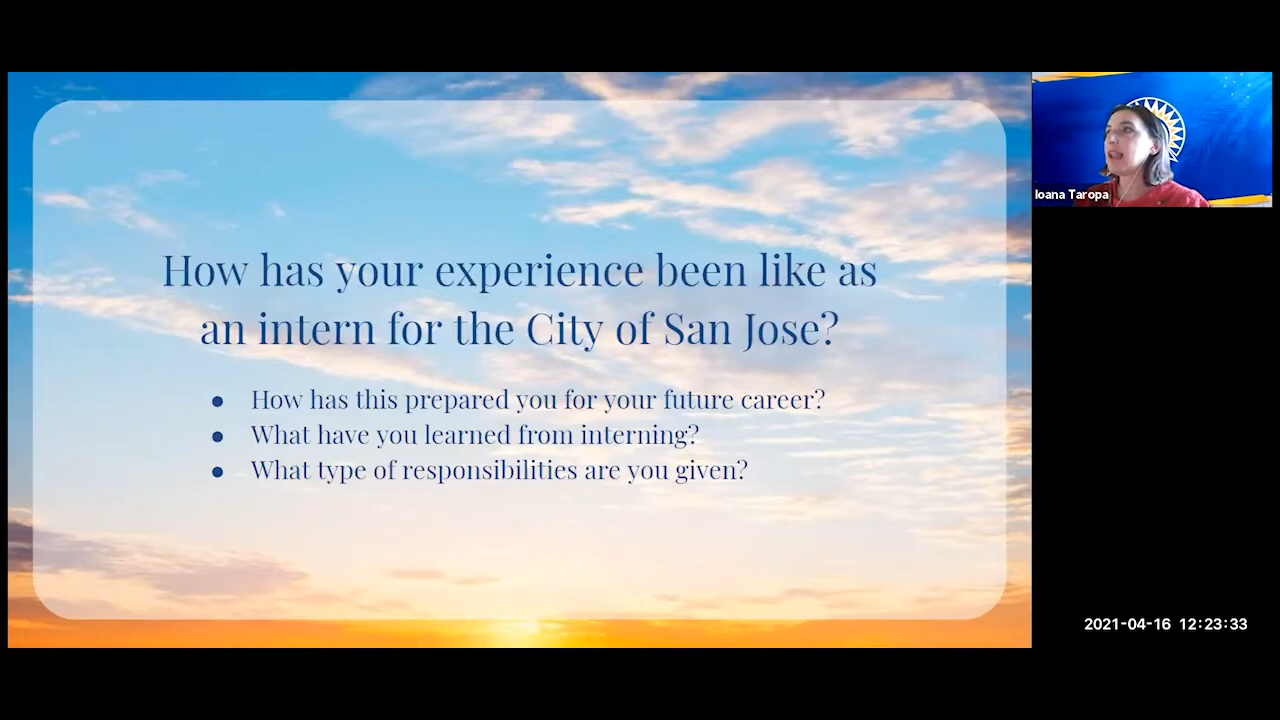 How has your experience been like as
an intern for the City of San Jose?
● How has this prepared you for your future career?
● What have you learned from interning?
● What type of responsibilities are you given?
Ioana Taropa
2021-04-16 12:23:33